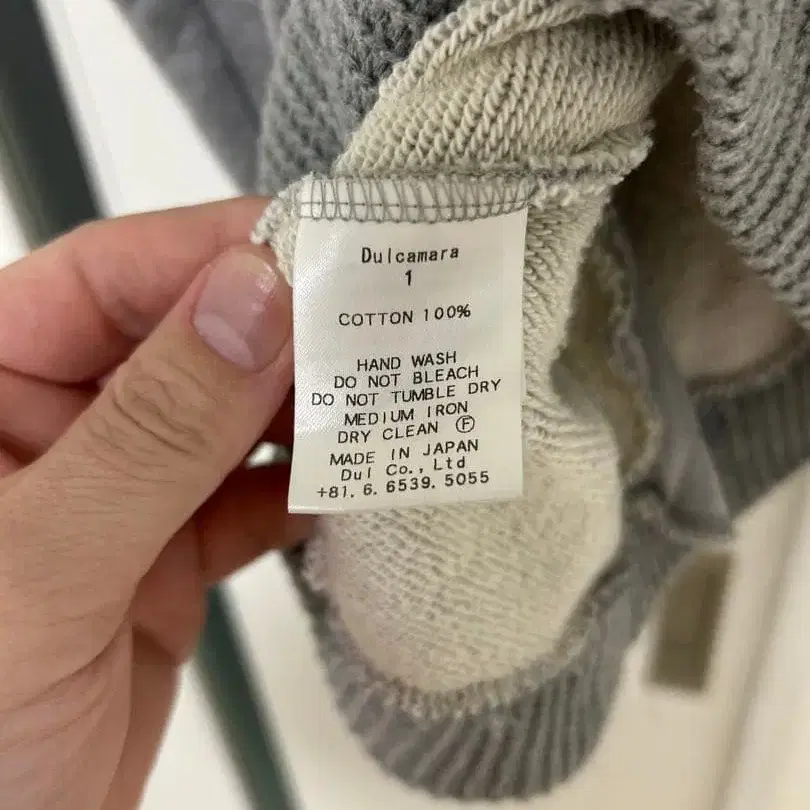 Dulcamara
1
COTTON 100%
HAND WASH
DO NOT BLEACH
DO NOT TUMBLE DRY
MEDIUM IRON
DRY CLEAN Ⓕ
MADE IN JAPAN
Dul Co., Ltd
+81. 6. 6539. 5055